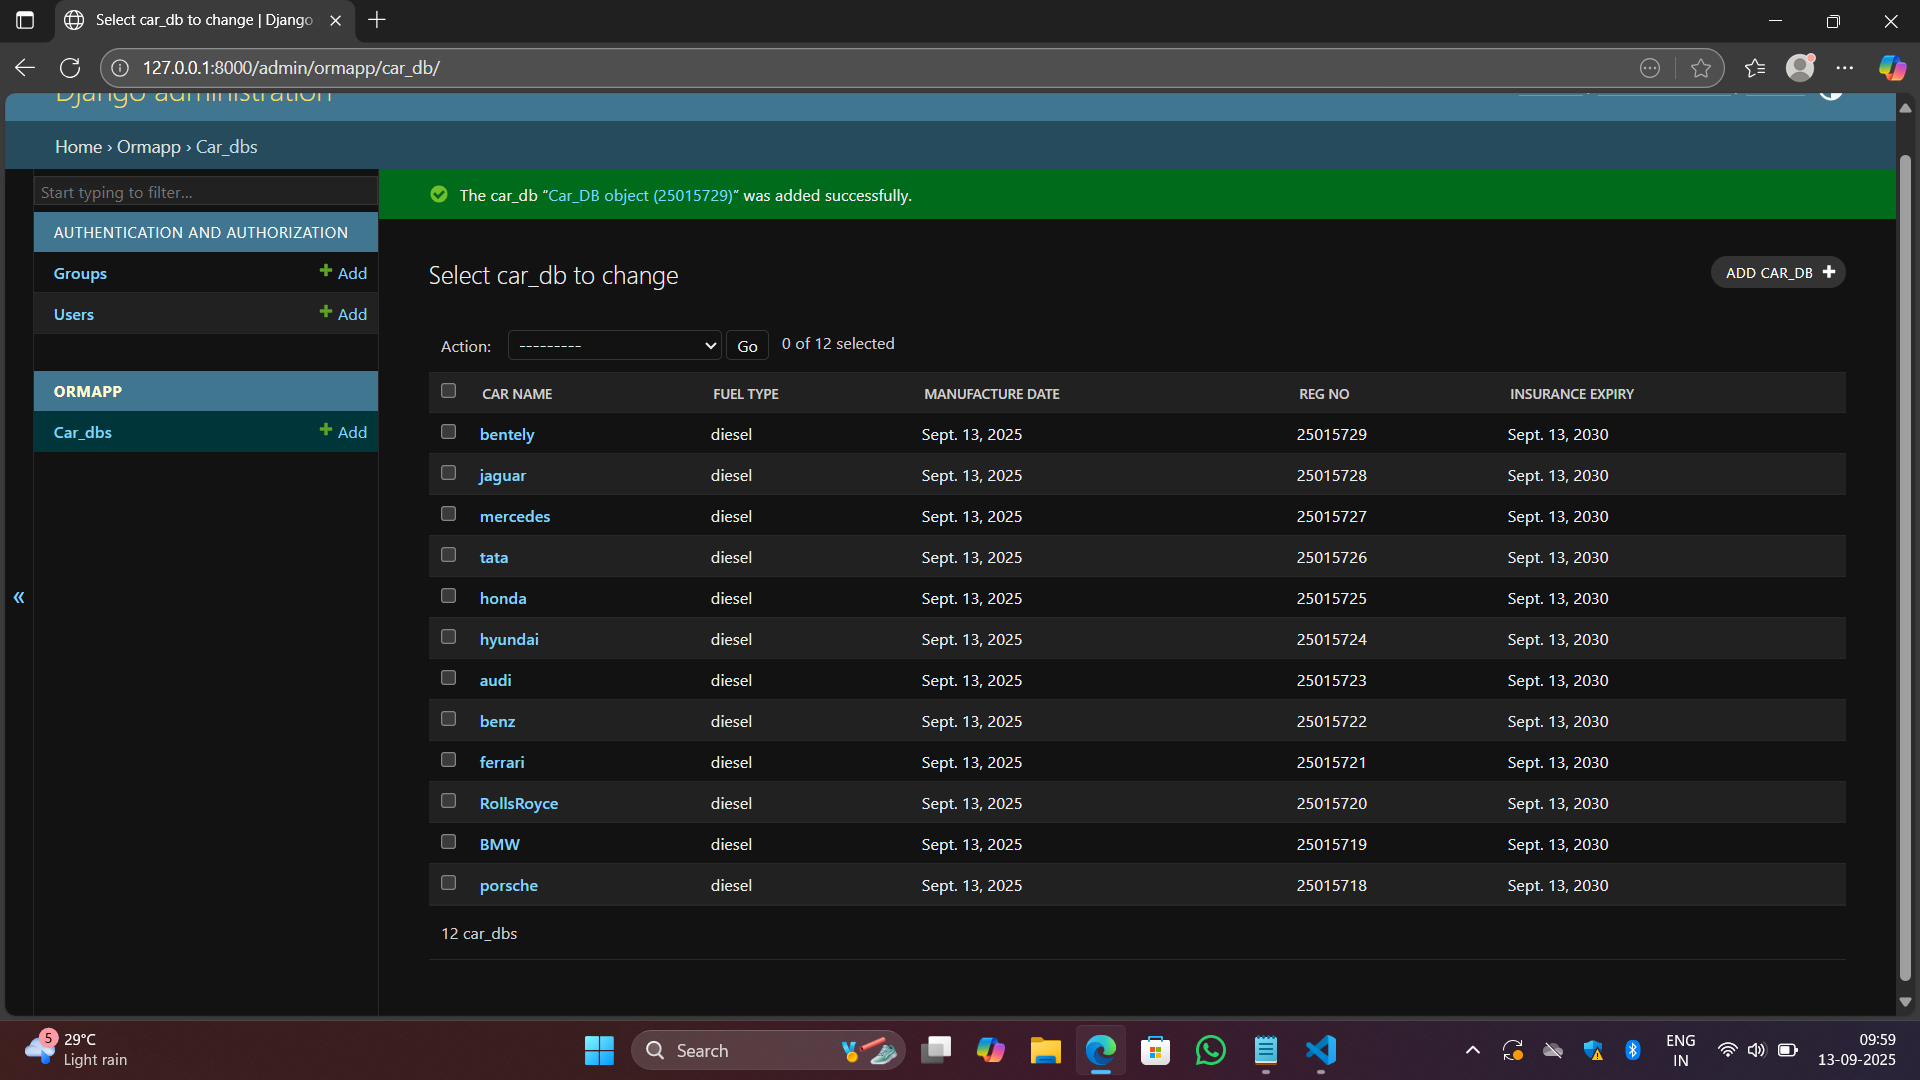 Select car_db to change | Django
127.0.0.1:8000/admin/ormapp/car_db/
Django administration
Home › Ormapp › Car_dbs
Start typing to filter...
AUTHENTICATION AND AUTHORIZATION
Groups + Add
Users + Add
ORMAPP
Car_dbs + Add
«
The car_db “Car_DB object (25015729)” was added successfully.
Select car_db to change
ADD CAR_DB +
Action: --------- Go 0 of 12 selected
CAR NAME FUEL TYPE MANUFACTURE DATE REG NO INSURANCE EXPIRY
bentely diesel Sept. 13, 2025 25015729 Sept. 13, 2030
jaguar diesel Sept. 13, 2025 25015728 Sept. 13, 2030
mercedes diesel Sept. 13, 2025 25015727 Sept. 13, 2030
tata diesel Sept. 13, 2025 25015726 Sept. 13, 2030
honda diesel Sept. 13, 2025 25015725 Sept. 13, 2030
hyundai diesel Sept. 13, 2025 25015724 Sept. 13, 2030
audi diesel Sept. 13, 2025 25015723 Sept. 13, 2030
benz diesel Sept. 13, 2025 25015722 Sept. 13, 2030
ferrari diesel Sept. 13, 2025 25015721 Sept. 13, 2030
RollsRoyce diesel Sept. 13, 2025 25015720 Sept. 13, 2030
BMW diesel Sept. 13, 2025 25015719 Sept. 13, 2030
porsche diesel Sept. 13, 2025 25015718 Sept. 13, 2030
12 car_dbs
5
29°C
Light rain
Search
ENG
IN
09:59
13-09-2025